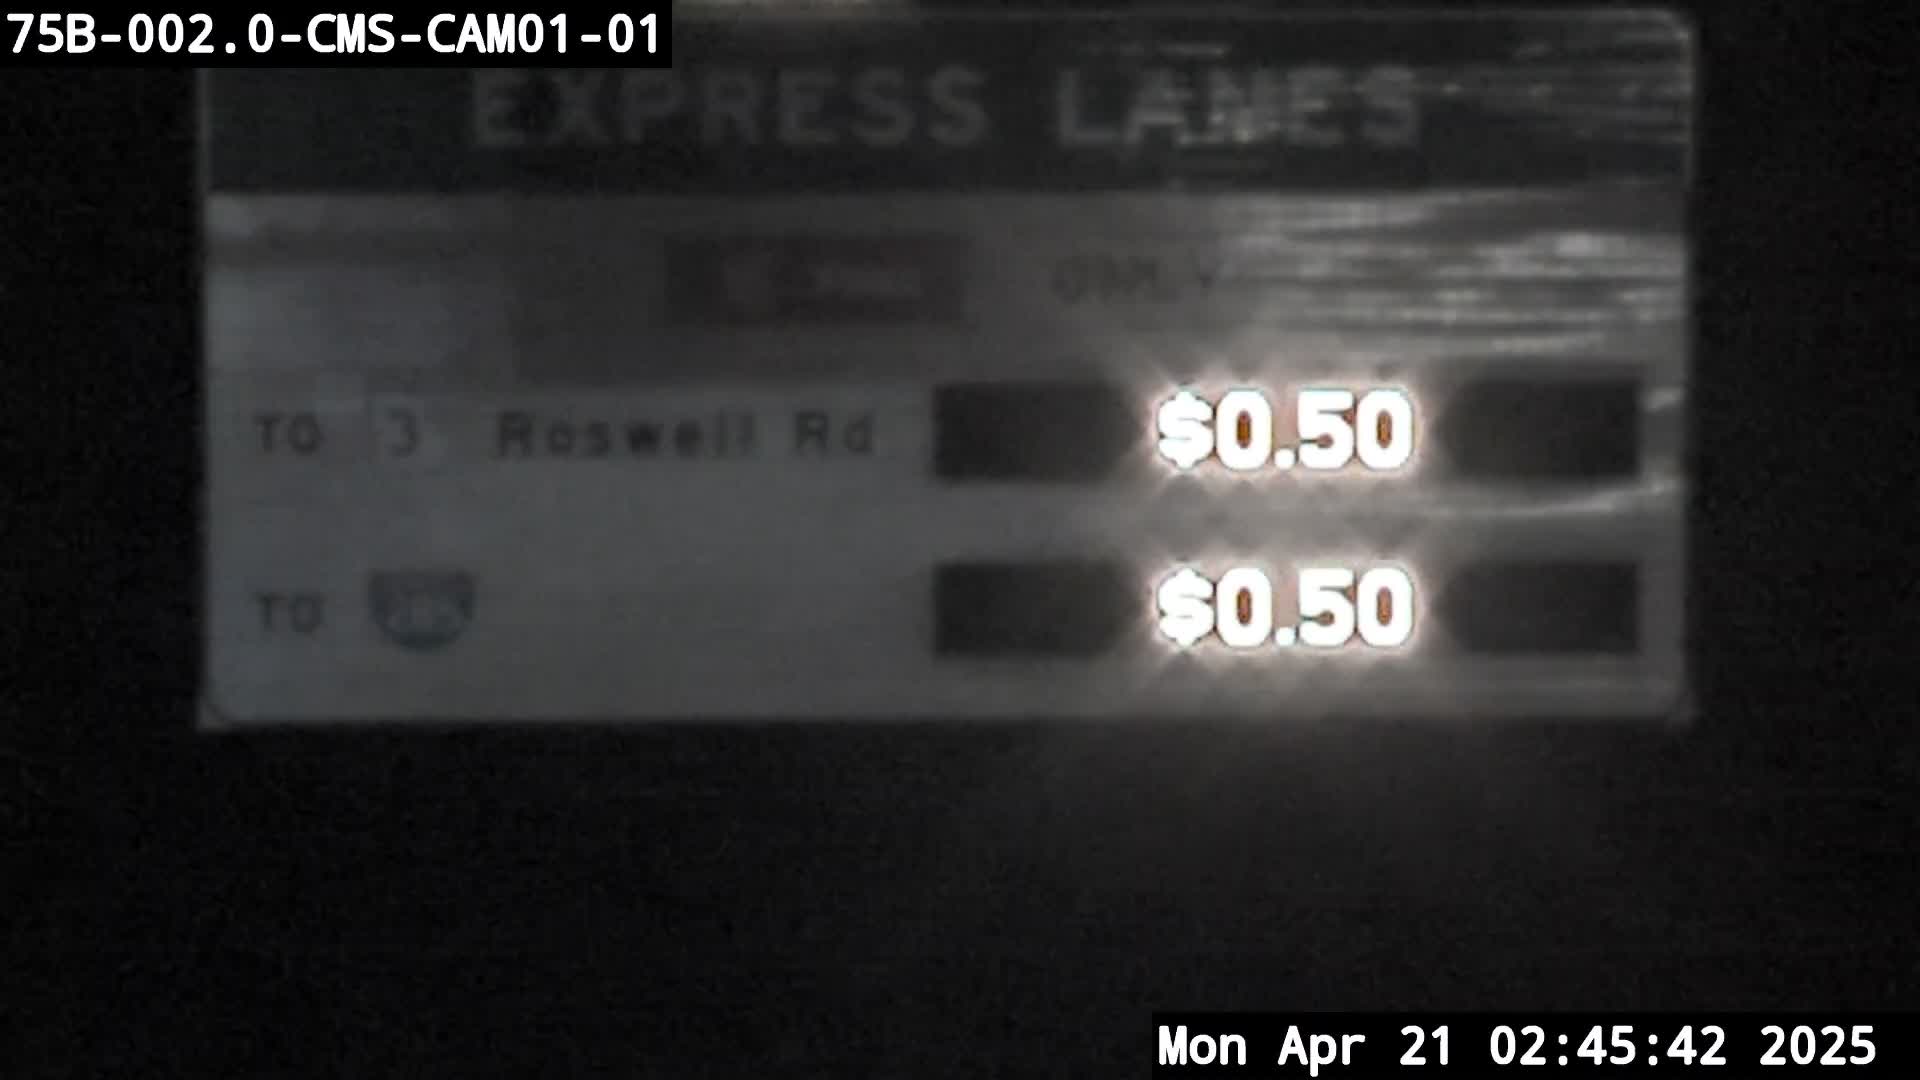 75B-002.0-CMS-CAM01-01
EXPRESS LANES
ONLY
TO 3 Roswell Rd $0.50
TO $0.50
Mon Apr 21 02:45:42 2025